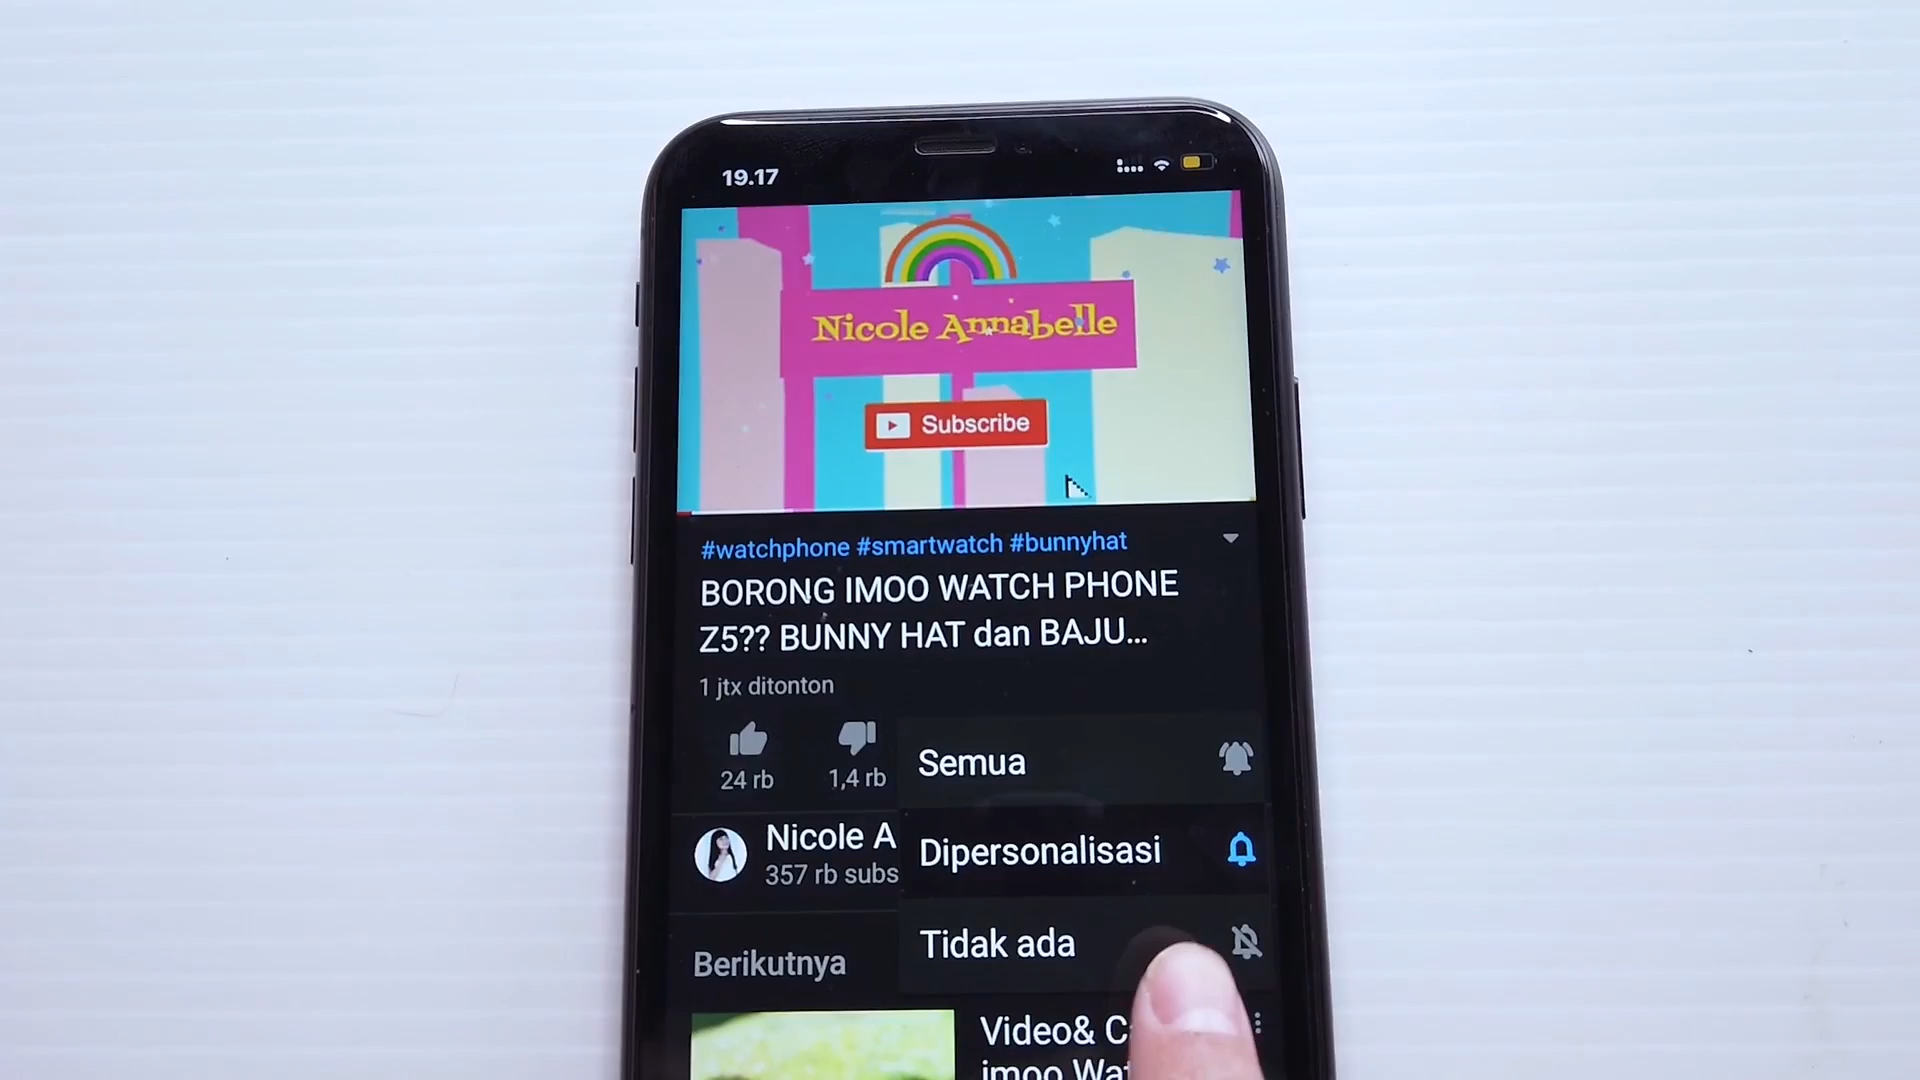 19.17
Nicole Annabelle
Subscribe
#watchphone #smartwatch #bunnyhat
BORONG IMOO WATCH PHONE
Z5?? BUNNY HAT dan BAJU...
1 jtx ditonton
24 rb
1,4 rb
Semua
Nicole A
357 rb subs
Dipersonalisasi
Tidak ada
Berikutnya
Video&
imoo